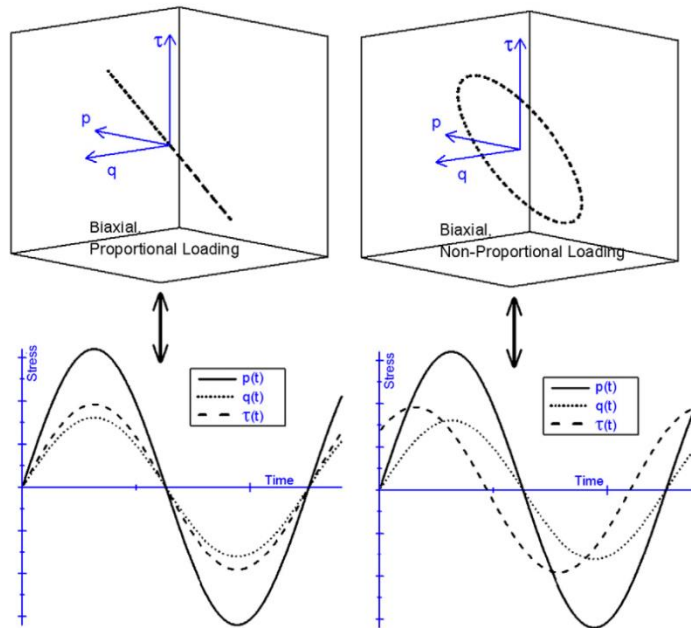 τ
p
q
Biaxial,
Proportional Loading
τ
p
q
Biaxial,
Non-Proportional Loading
Stress
p(t)
q(t)
τ(t)
Time
Stress
p(t)
q(t)
τ(t)
Time